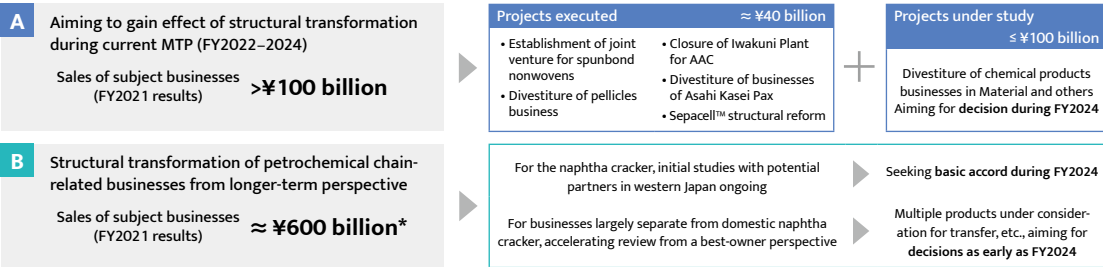 A
Aiming to gain effect of structural transformation
during current MTP (FY2022–2024)
Sales of subject businesses
(FY2021 results)
>¥100 billion
Projects executed ≈ ¥40 billion
• Establishment of joint
venture for spunbond
nonwovens
• Divestiture of pellicles
business
• Closure of Iwakuni Plant
for AAC
• Divestiture of businesses
of Asahi Kasei Pax
• Sepacell™ structural reform
+
Projects under study
≤ ¥100 billion
Divestiture of chemical products
businesses in Material and others
Aiming for decision during FY2024
B
Structural transformation of petrochemical chain-
related businesses from longer-term perspective
Sales of subject businesses
(FY2021 results)
≈ ¥600 billion*
For the naphtha cracker, initial studies with potential
partners in western Japan ongoing
Seeking basic accord during FY2024
For businesses largely separate from domestic naphtha
cracker, accelerating review from a best-owner perspective
Multiple products under consider-
ation for transfer, etc., aiming for
decisions as early as FY2024